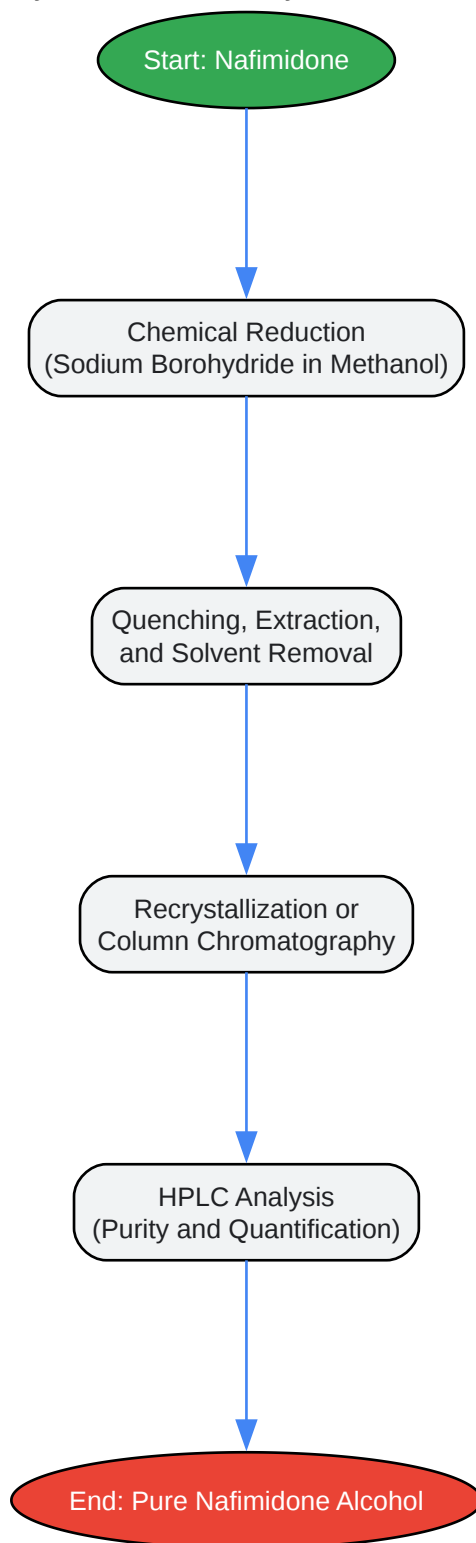 Start: Nafimidone
Chemical Reduction
(Sodium Borohydride in Methanol)
Quenching, Extraction,
and Solvent Removal
Recrystallization or
Column Chromatography
HPLC Analysis
(Purity and Quantification)
End: Pure Nafimidone Alcohol